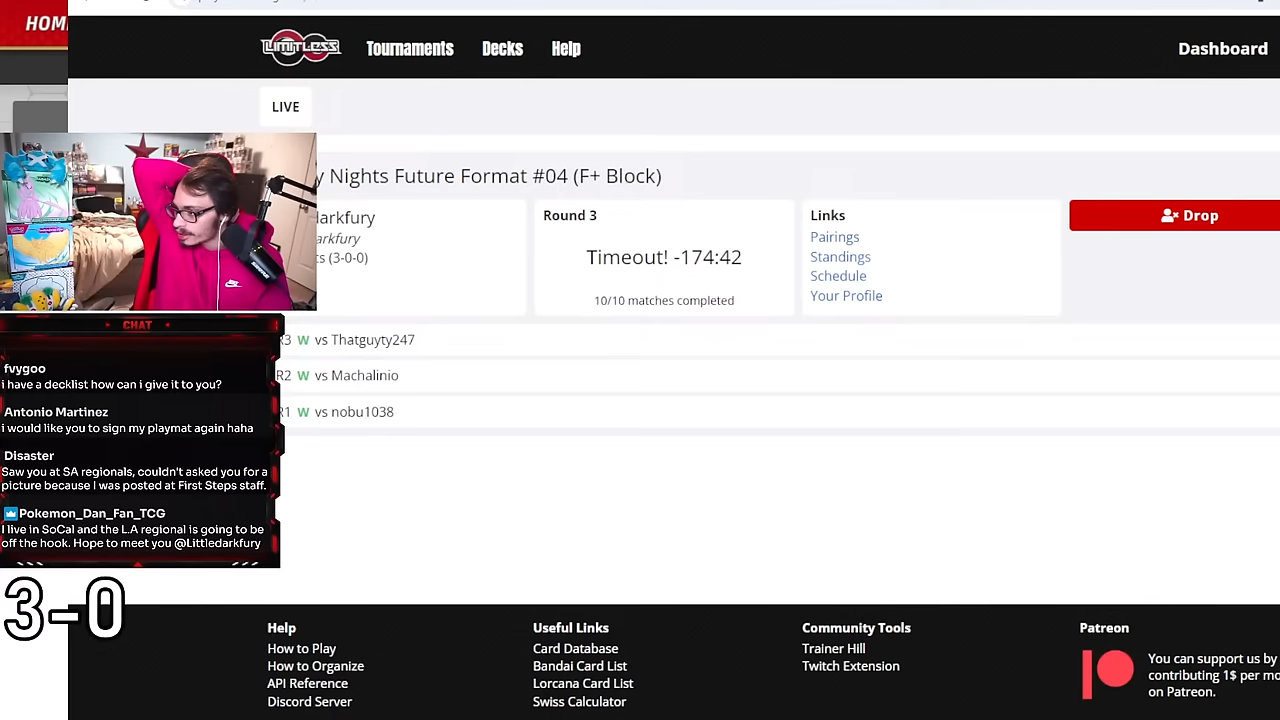 HOM
LIMITLESS
Tournaments Decks Help
Dashboard
LIVE
y Nights Future Format #04 (F+ Block)
darkfury
arkfury
ts (3-0-0)
Round 3
Timeout! -174:42
10/10 matches completed
Links
Pairings
Standings
Schedule
Your Profile
Drop
R3 W vs Thatguyty247
R2 W vs Machalinio
R1 W vs nobu1038
CHAT
fvygoo
i have a decklist how can i give it to you?
Antonio Martinez
i would like you to sign my playmat again haha
Disaster
Saw you at SA regionals, couldn't asked you for a
picture because I was posted at First Steps staff.
Pokemon_Dan_Fan_TCG
I live in SoCal and the L.A regional is going to be
off the hook. Hope to meet you @Littledarkfury
3-0
Help
How to Play
How to Organize
API Reference
Discord Server
Useful Links
Card Database
Bandai Card List
Lorcana Card List
Swiss Calculator
Community Tools
Trainer Hill
Twitch Extension
Patreon
You can support us by
contributing 1$ per mo
on Patreon.